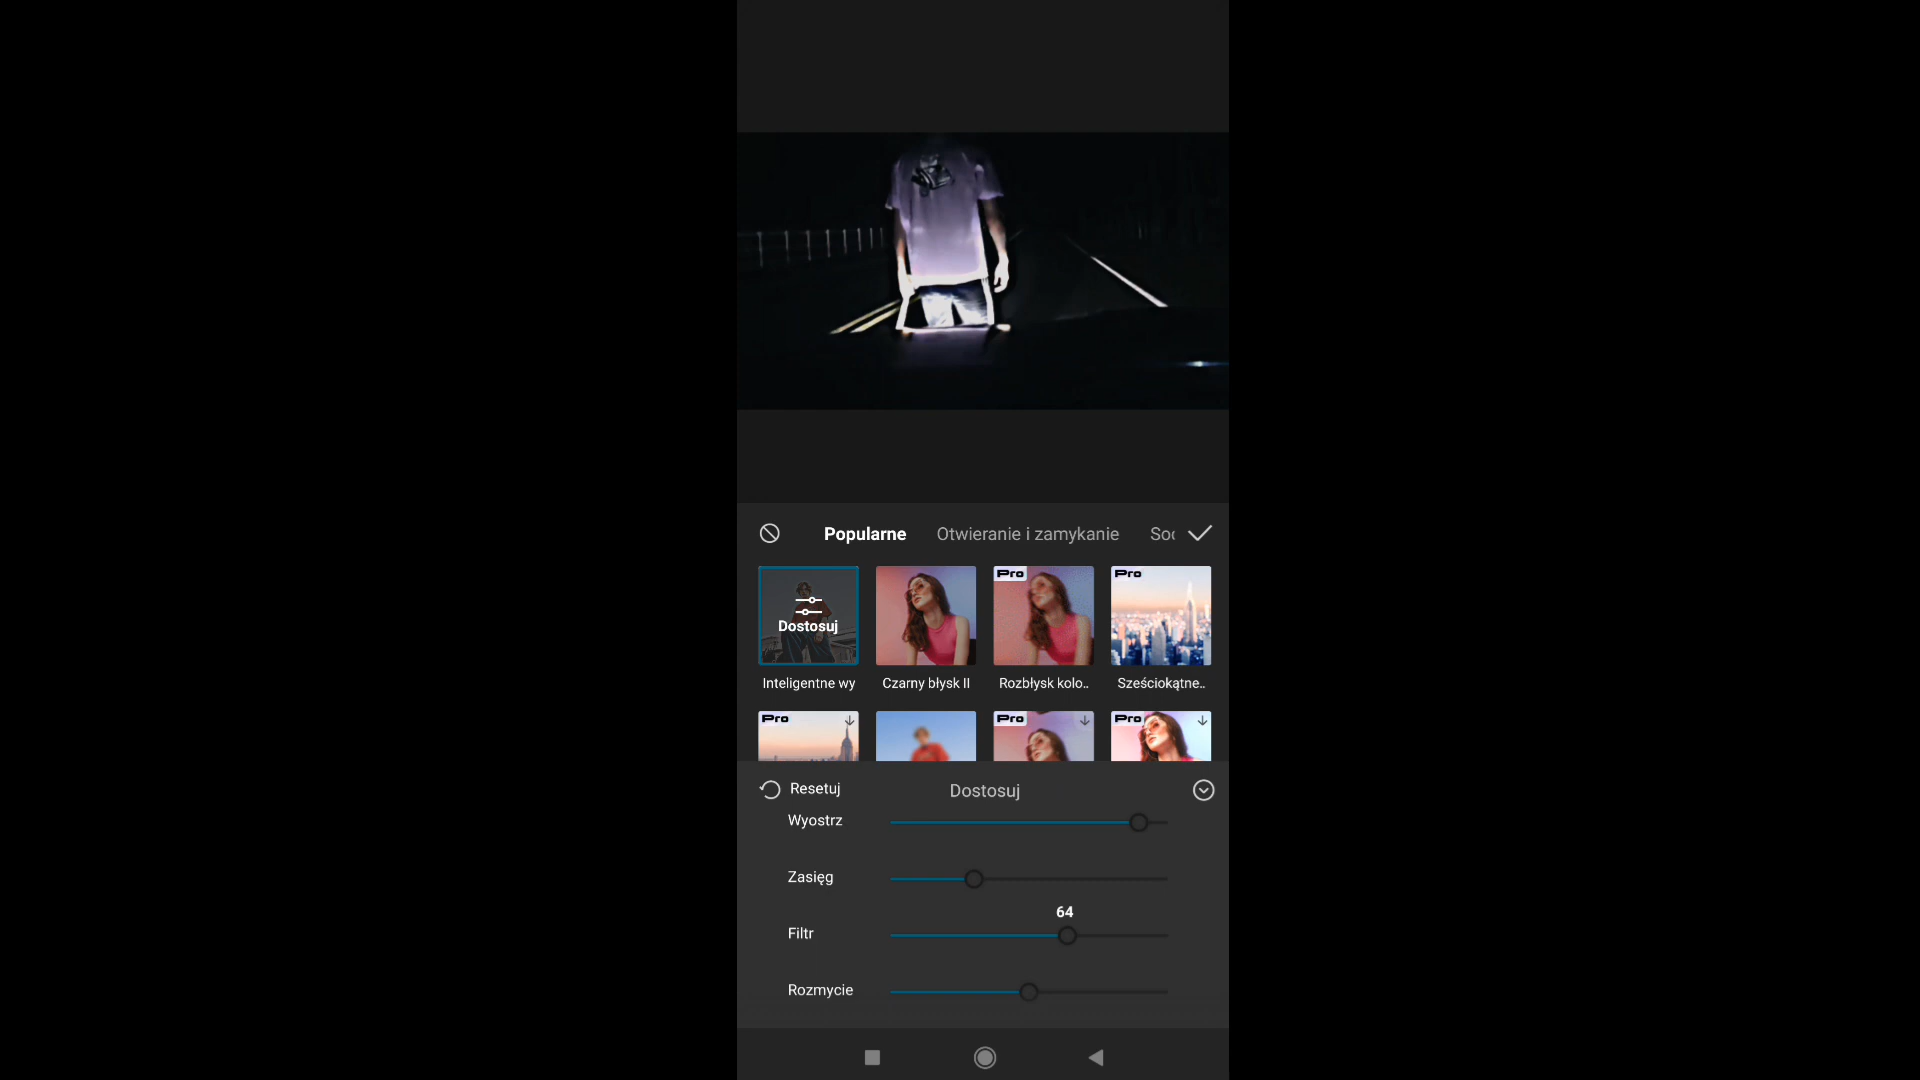 Popularne Otwieranie i zamykanie Soc
Pro Pro
Dostosuj
Inteligentne wy Czarny błysk II Rozbłysk kolo.. Sześciokątne..
Pro Pro Pro
Resetuj Dostosuj
Wyostrz
Zasięg
64
Filtr
Rozmycie